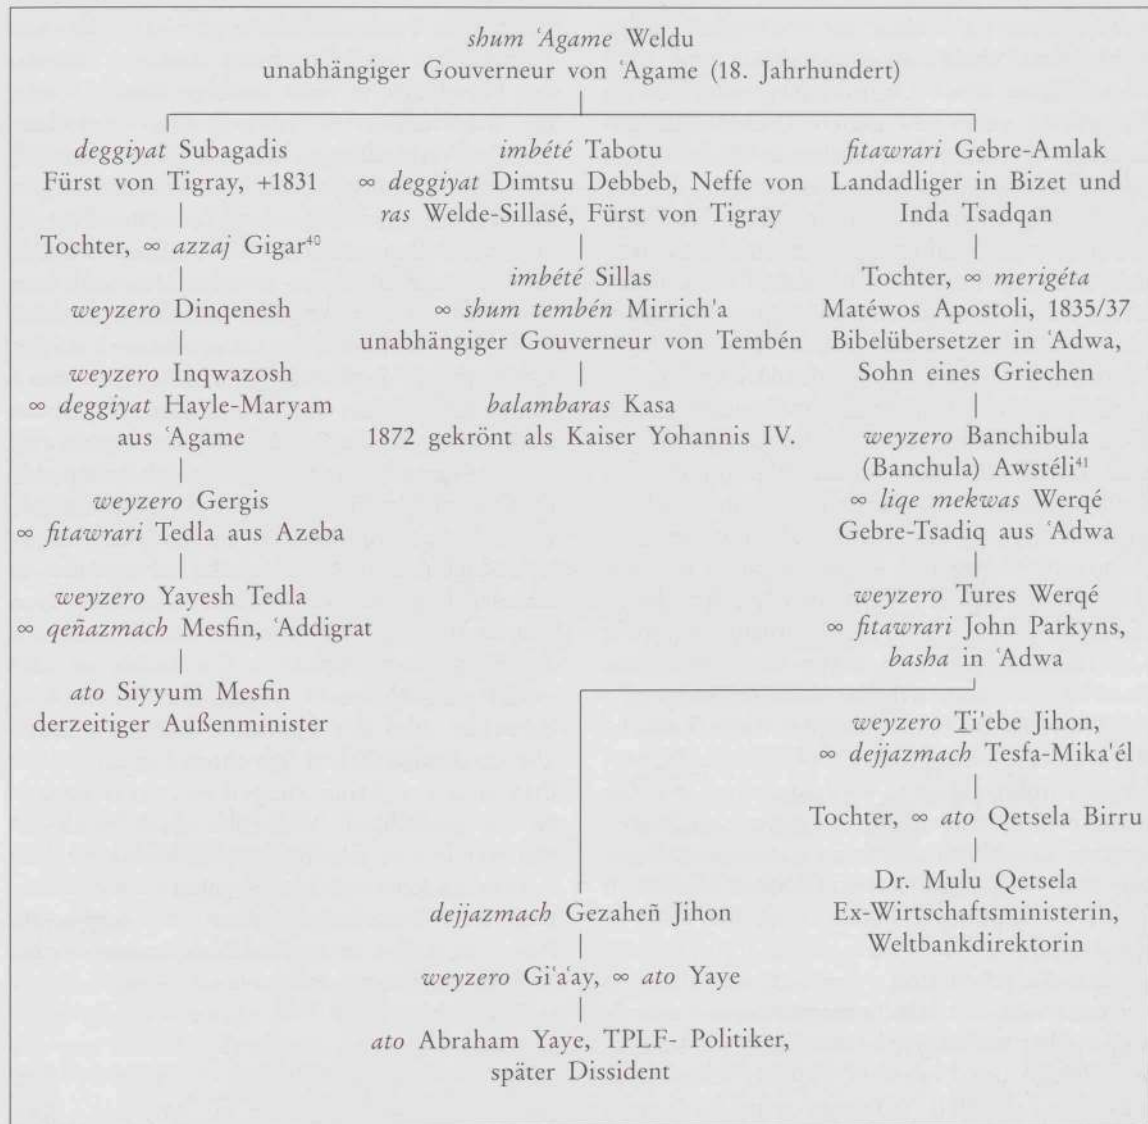 shum ʿAgame Weldu
unabhängiger Gouverneur von ʿAgame (18. Jahrhundert)
deggiyat Subagadis
Fürst von Tigray, +1831
Tochter, ∞ azzaj Gigar⁴⁰
weyzero Dinqenesh
weyzero Inqwazosh
∞ deggiyat Hayle-Maryam
aus ʿAgame
weyzero Gergis
∞ fitawrari Tedla aus Azeba
weyzero Yayesh Tedla
∞ qeñazmach Mesfin, ʿAddigrat
ato Siyyum Mesfin
derzeitiger Außenminister
imbété Tabotu
∞ deggiyat Dimtsu Debbeb, Neffe von
ras Welde-Sillasé, Fürst von Tigray
imbété Sillas
∞ shum tembén Mirrich'a
unabhängiger Gouverneur von Tembén
balambaras Kasa
1872 gekrönt als Kaiser Yohannis IV.
fitawrari Gebre-Amlak
Landadliger in Bizet und
Inda Tsadqan
Tochter, ∞ merigéta
Matéwos Apostoli, 1835/37
Bibelübersetzer in ʿAdwa,
Sohn eines Griechen
weyzero Banchibula
(Banchula) Awstéli⁴¹
∞ liqe mekwas Werqé
Gebre-Tsadiq aus ʿAdwa
weyzero Tures Werqé
∞ fitawrari John Parkyns,
basha in ʿAdwa
weyzero Ṯi'ebe Jihon,
∞ dejjazmach Tesfa-Mika'él
Tochter, ∞ ato Qetsela Birru
Dr. Mulu Qetsela
Ex-Wirtschaftsministerin,
Weltbankdirektorin
dejjazmach Gezaheñ Jihon
weyzero Giʿaʿay, ∞ ato Yaye
ato Abraham Yaye, TPLF- Politiker,
später Dissident